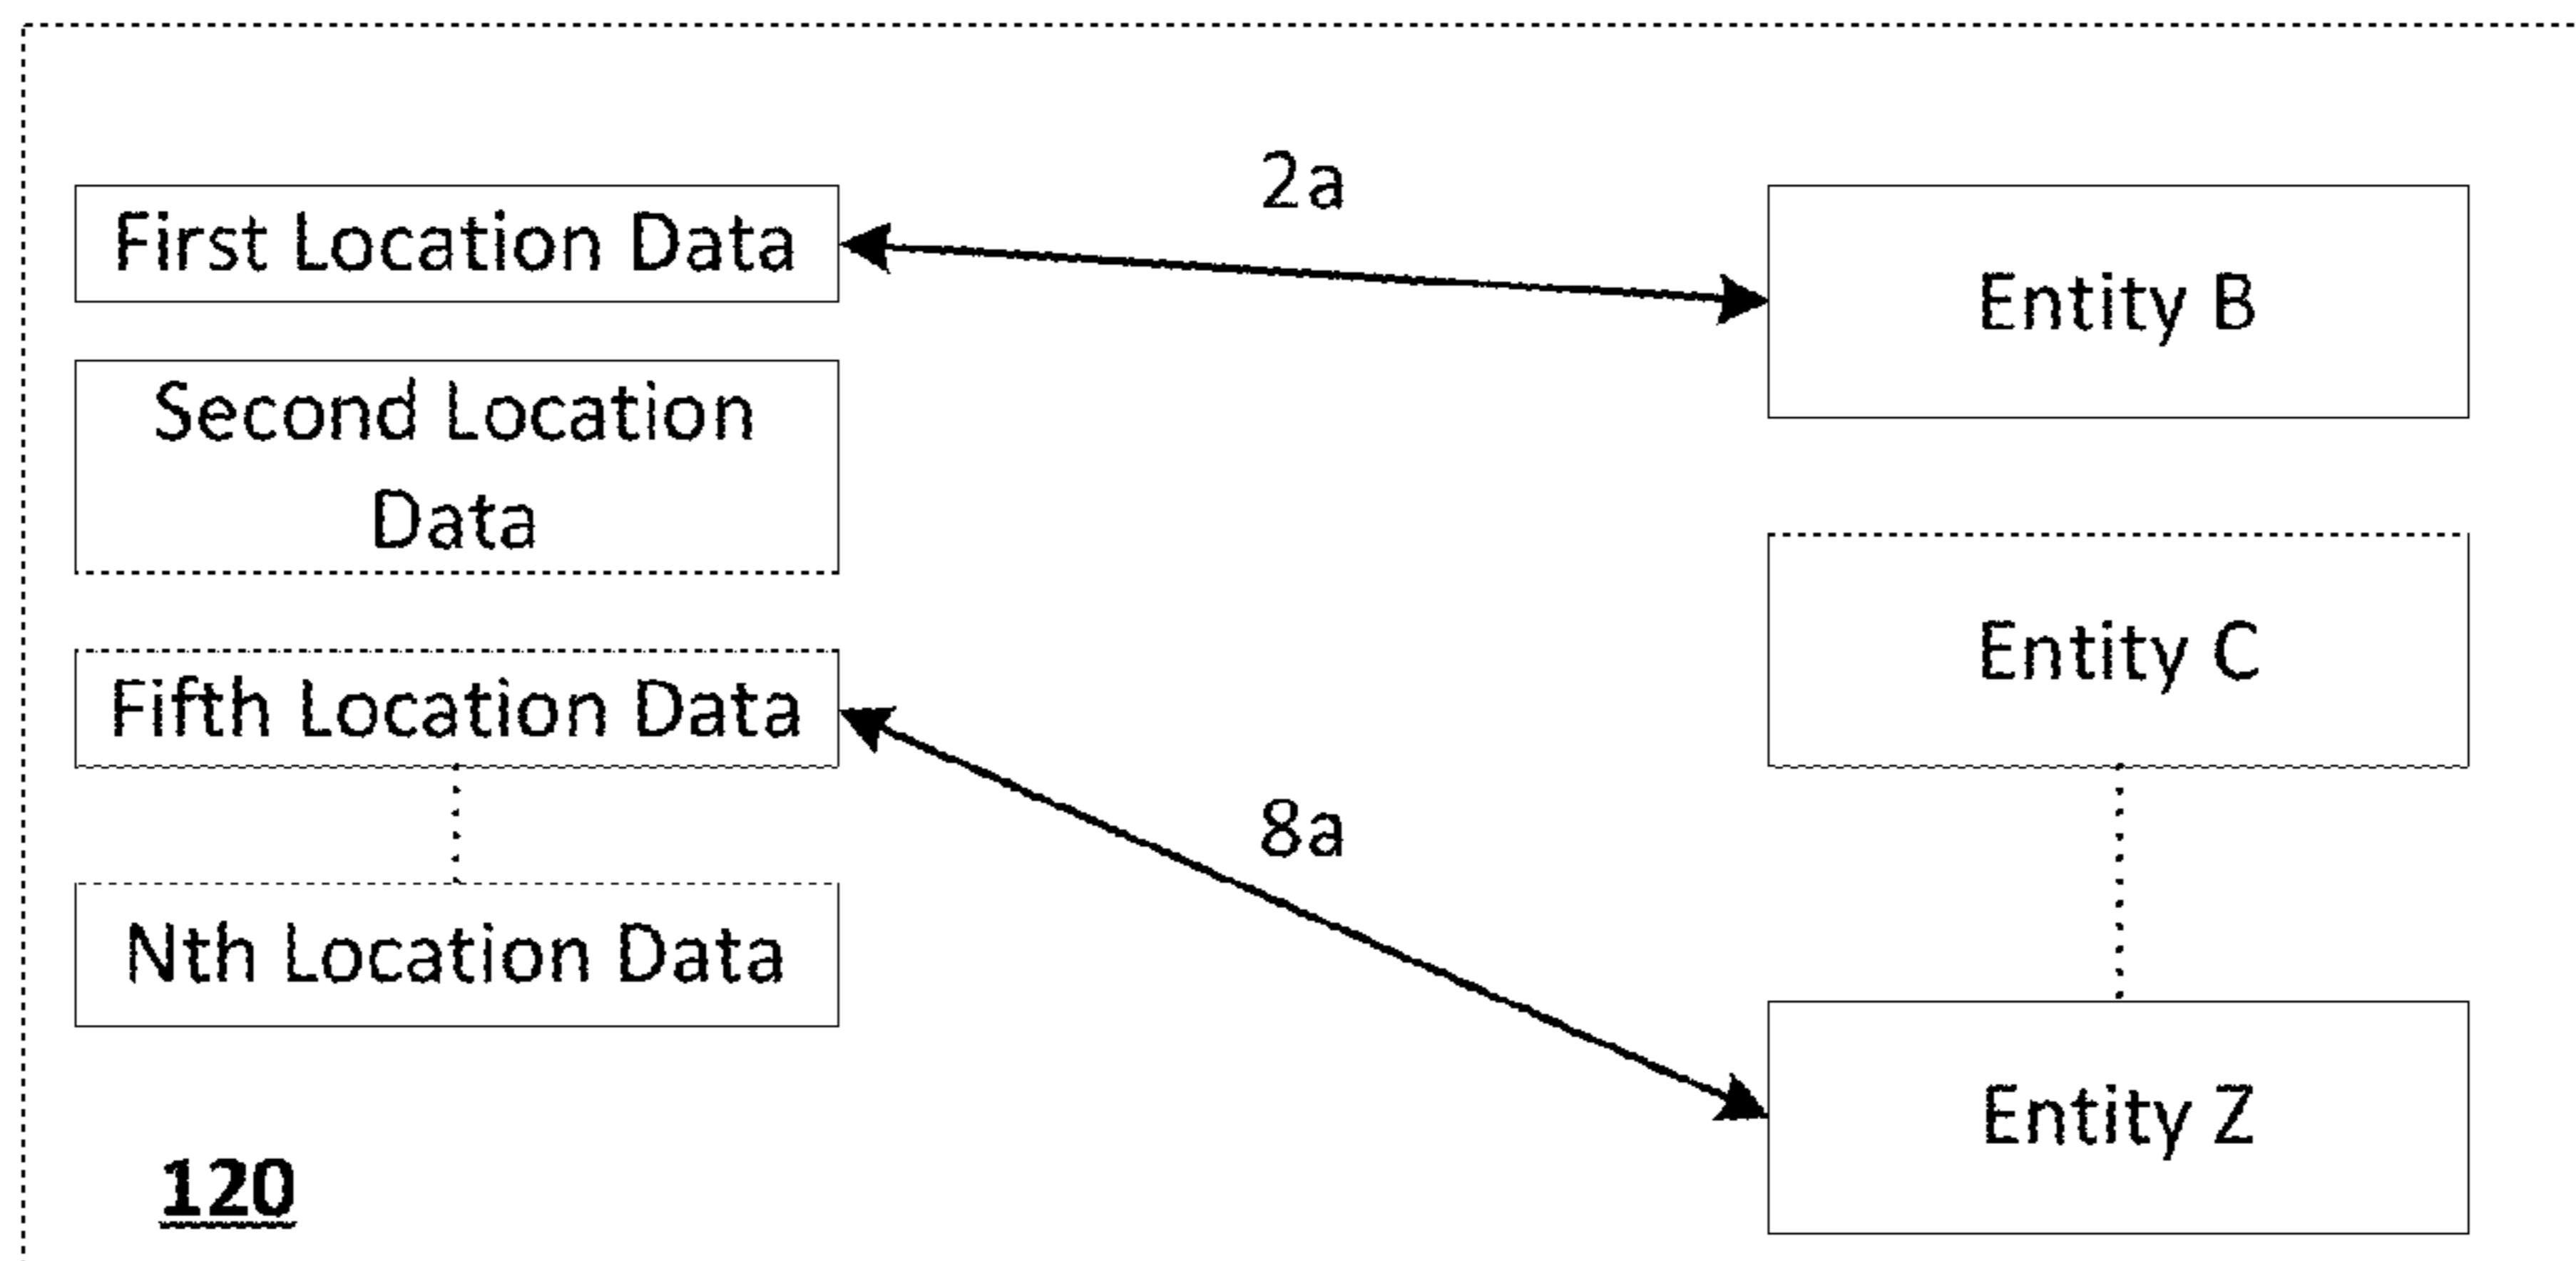 2a
First Location Data
Entity B
Second Location
Data
Entity C
Fifth Location Data
8a
Nth Location Data
Entity Z
120